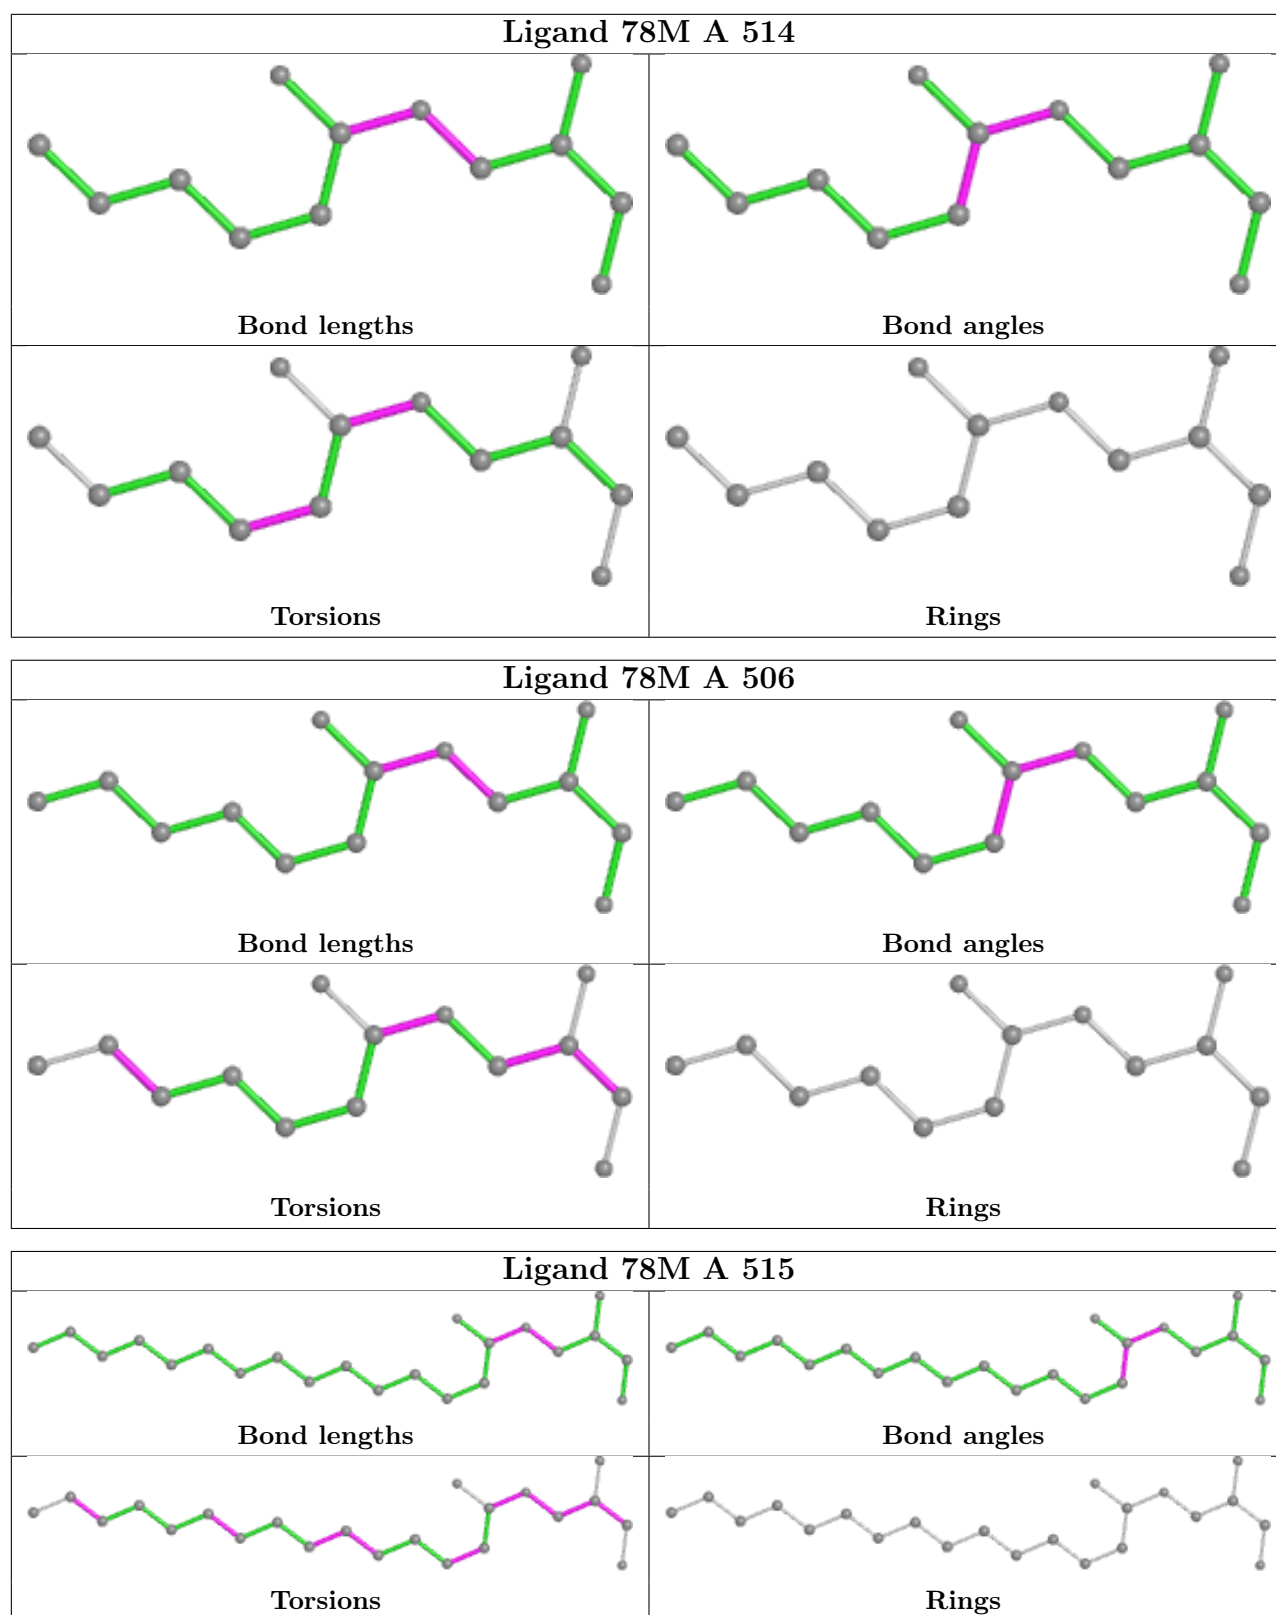 Ligand 78M A 514
Bond lengths
Bond angles
Torsions
Rings
Ligand 78M A 506
Bond lengths
Bond angles
Torsions
Rings
Ligand 78M A 515
Bond lengths
Bond angles
Torsions
Rings